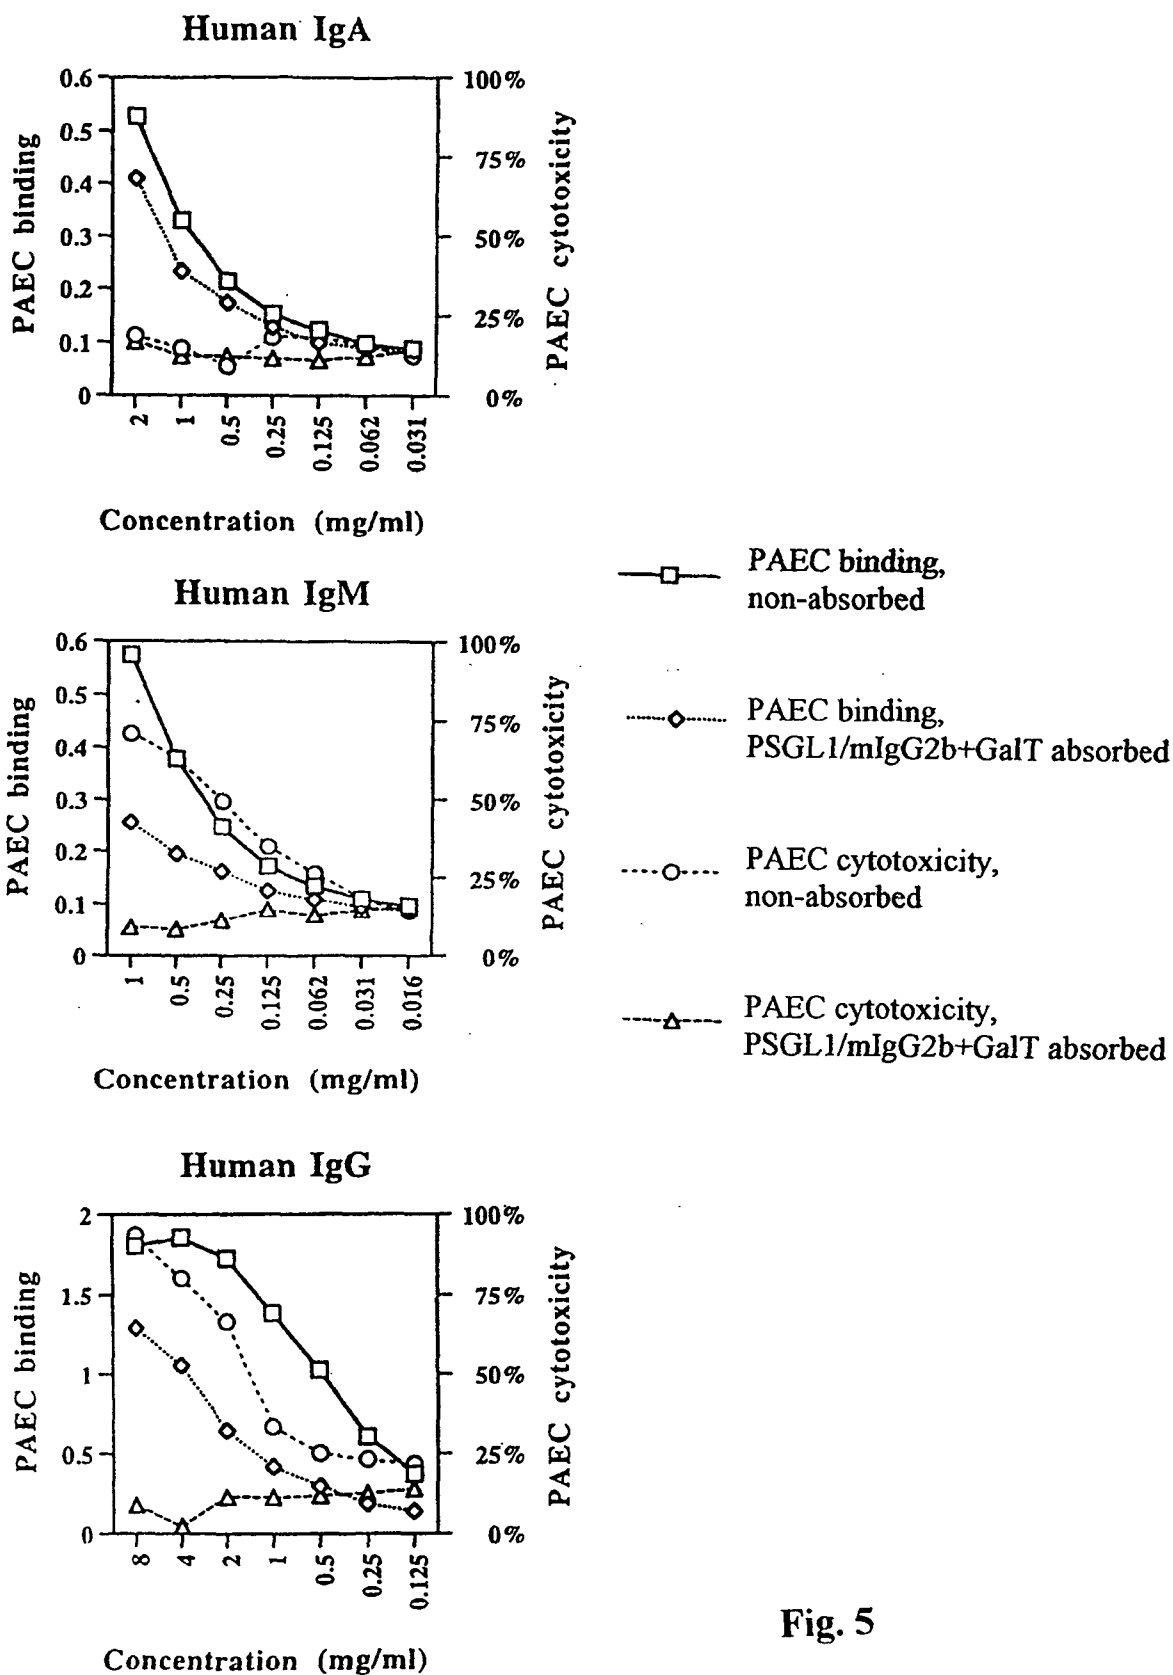 Human IgA
0.6
0.5
0.4
0.3
0.2
0.1
0
PAEC binding
100%
75%
50%
25%
0%
PAEC cytotoxicity
2
1
0.5
0.25
0.125
0.062
0.031
Concentration (mg/ml)
Human IgM
0.6
0.5
0.4
0.3
0.2
0.1
0
PAEC binding
100%
75%
50%
25%
0%
PAEC cytotoxicity
1
0.5
0.25
0.125
0.062
0.031
0.016
Concentration (mg/ml)
PAEC binding,
non-absorbed
PAEC binding,
PSGL1/mIgG2b+GalT absorbed
PAEC cytotoxicity,
non-absorbed
PAEC cytotoxicity,
PSGL1/mIgG2b+GalT absorbed
Human IgG
2
1.5
1
0.5
0
PAEC binding
100%
75%
50%
25%
0%
PAEC cytotoxicity
8
4
2
1
0.5
0.25
0.125
Concentration (mg/ml)
Fig. 5